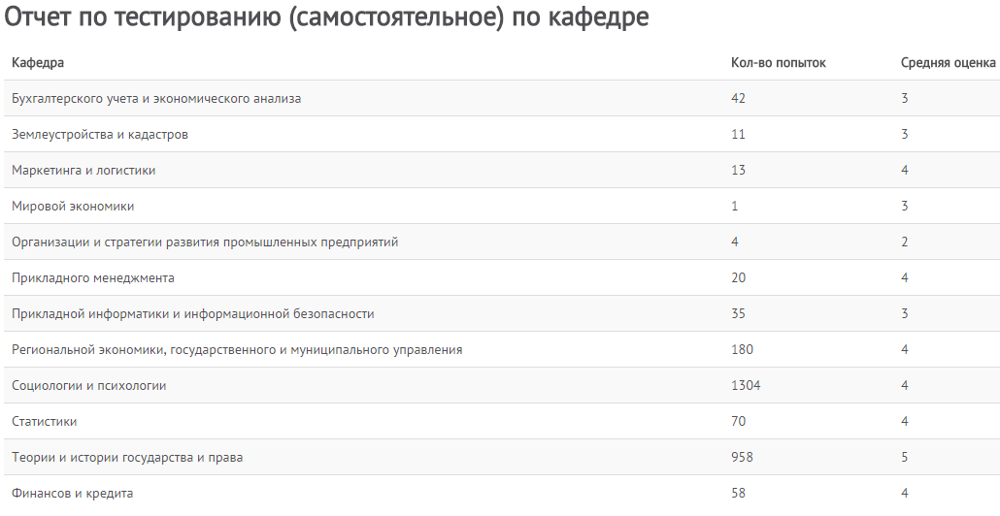 Отчет по тестированию (самостоятельное) по кафедре
Кафедра Кол-во попыток Средняя оценка
Бухгалтерского учета и экономического анализа 42 3
Землеустройства и кадастров 11 3
Маркетинга и логистики 13 4
Мировой экономики 1 3
Организации и стратегии развития промышленных предприятий 4 2
Прикладного менеджмента 20 4
Прикладной информатики и информационной безопасности 35 3
Региональной экономики, государственного и муниципального управления 180 4
Социологии и психологии 1304 4
Статистики 70 4
Теории и истории государства и права 958 5
Финансов и кредита 58 4